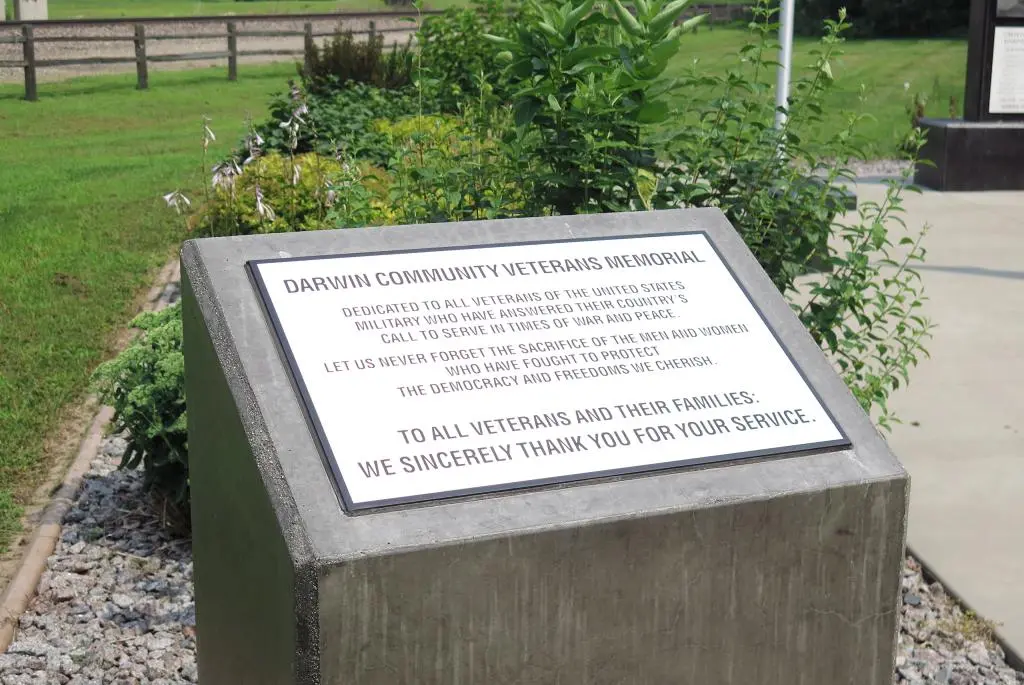 DARWIN COMMUNITY VETERANS MEMORIAL
DEDICATED TO ALL VETERANS OF THE UNITED STATES
MILITARY WHO HAVE ANSWERED THEIR COUNTRY'S
CALL TO SERVE IN TIMES OF WAR AND PEACE.
LET US NEVER FORGET THE SACRIFICE OF THE MEN AND WOMEN
WHO HAVE FOUGHT TO PROTECT
THE DEMOCRACY AND FREEDOMS WE CHERISH.
TO ALL VETERANS AND THEIR FAMILIES:
WE SINCERELY THANK YOU FOR YOUR SERVICE.